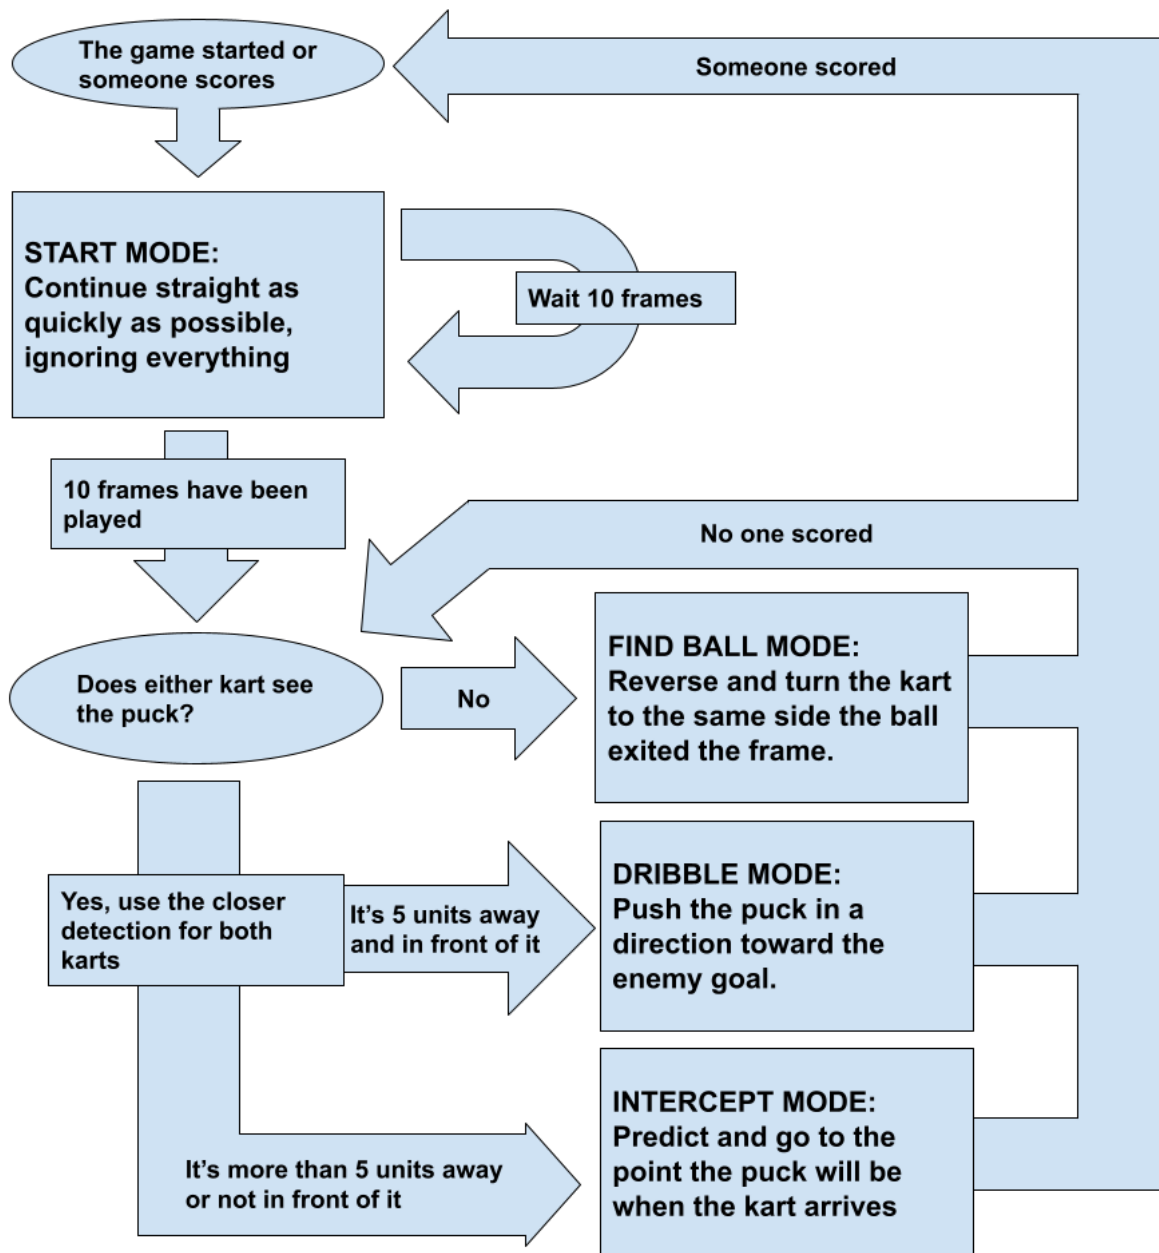 The game started or
someone scores
Someone scored
START MODE:
Continue straight as
quickly as possible,
ignoring everything
Wait 10 frames
10 frames have been
played
No one scored
Does either kart see
the puck?
No
FIND BALL MODE:
Reverse and turn the kart
to the same side the ball
exited the frame.
Yes, use the closer
detection for both
karts
It's 5 units away
and in front of it
DRIBBLE MODE:
Push the puck in a
direction toward the
enemy goal.
It's more than 5 units away
or not in front of it
INTERCEPT MODE:
Predict and go to the
point the puck will be
when the kart arrives